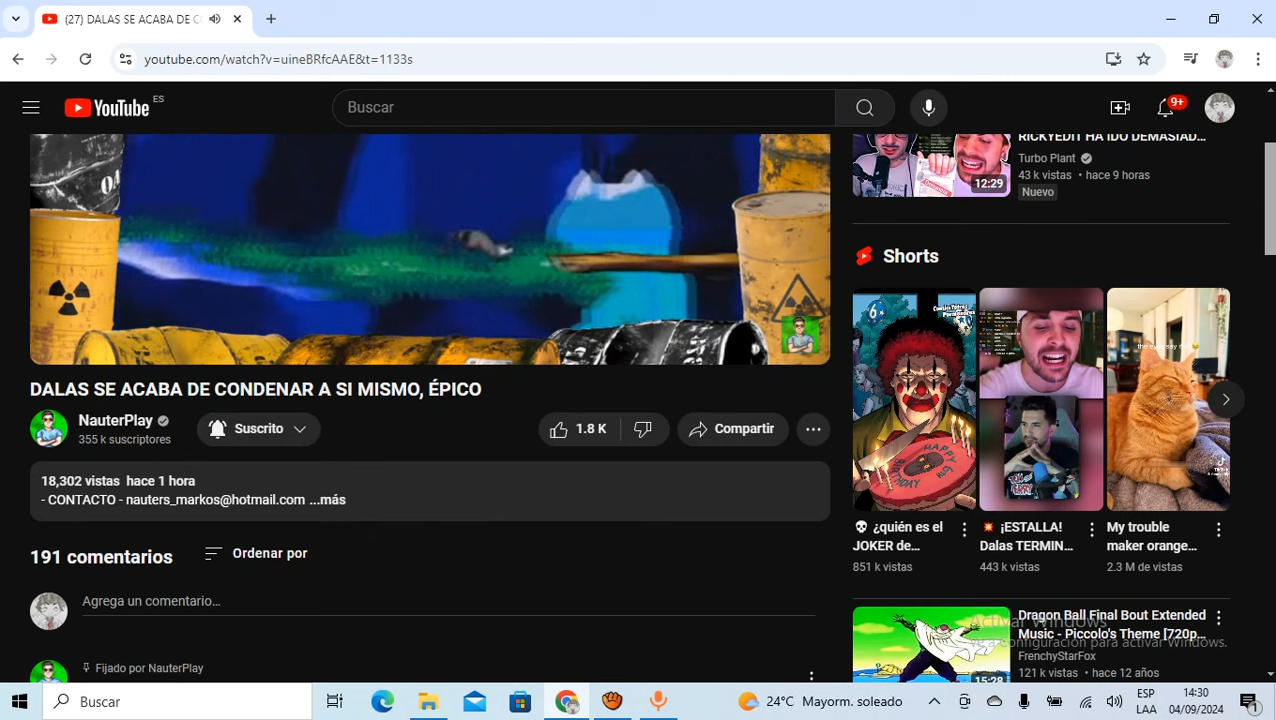 (27) DALAS SE ACABA DE C
youtube.com/watch?v=uineBRfcAAE&t=1133s
YouTube ES
Buscar
9+
RICKYEDIT HA IDO DEMASIAD...
Turbo Plant
43 k vistas • hace 9 horas
Nuevo
12:29
Shorts
DALAS SE ACABA DE CONDENAR A SI MISMO, ÉPICO
NauterPlay
355 k suscriptores
Suscrito
1.8 K
Compartir
18,302 vistas hace 1 hora
- CONTACTO - nauters_markos@hotmail.com ...más
191 comentarios
Ordenar por
Agrega un comentario...
Fijado por NauterPlay
HAPPY
💀 ¿quién es el
JOKER de...
851 k vistas
💥 ¡ESTALLA!
Dalas TERMIN...
443 k vistas
My trouble
maker orange...
2.3 M de vistas
Dragon Ball Final Bout Extended
Music - Piccolo's Theme [720p...
FrenchyStarFox
121 k vistas • hace 12 años
15:28
Activar Windows
Ve a Configuración para activar Windows.
Buscar
24°C Mayorm. soleado
ESP
LAA
14:30
04/09/2024
1